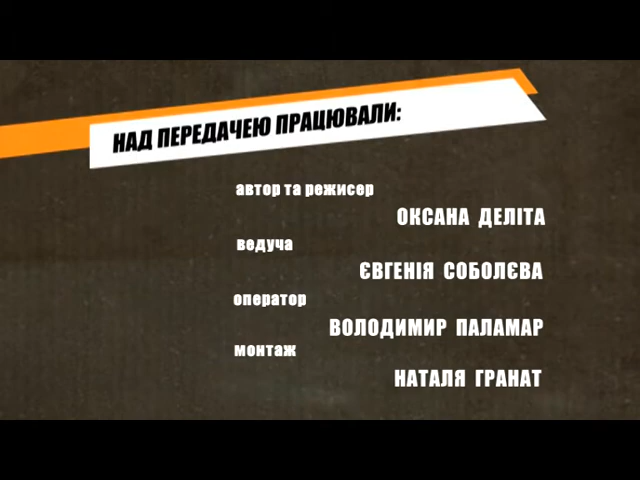 НАД ПЕРЕДАЧЕЮ ПРАЦЮВАЛИ:
автор та режисер
ОКСАНА ДЕЛІТА
ведуча
ЄВГЕНІЯ СОБОЛЄВА
оператор
ВОЛОДИМИР ПАЛАМАР
монтаж
НАТАЛЯ ГРАНАТ